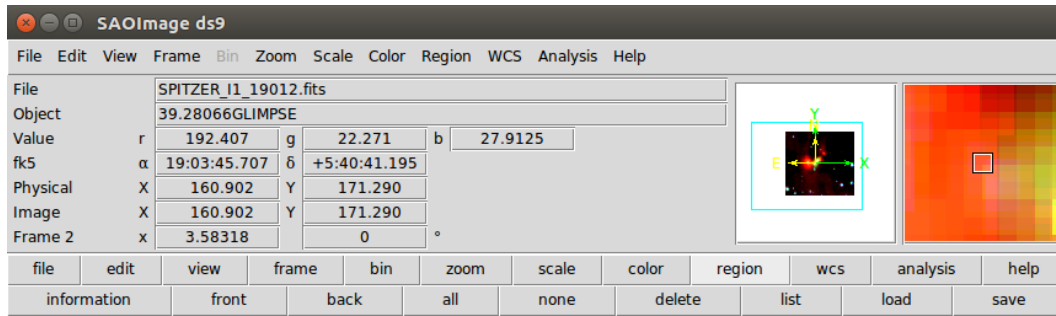 SAOImage ds9
File Edit View Frame Bin Zoom Scale Color Region WCS Analysis Help
File SPITZER_I1_19012.fits
Object 39.28066GLIMPSE
Value r 192.407 g 22.271 b 27.9125
fk5 α 19:03:45.707 δ +5:40:41.195
Physical X 160.902 Y 171.290
Image X 160.902 Y 171.290
Frame 2 x 3.58318 0 °
Y
N
E X
file edit view frame bin zoom scale color region wcs analysis help
information front back all none delete list load save